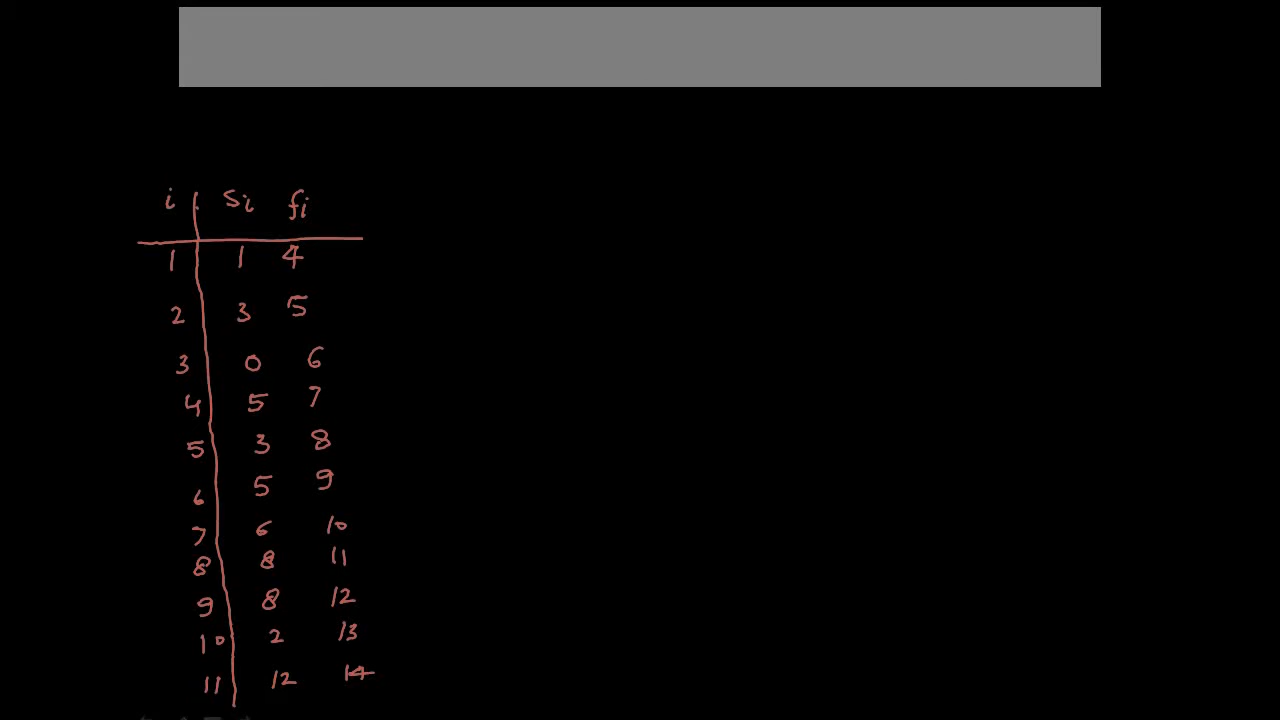 i si fi
1 1 4
2 3 5
3 0 6
4 5 7
5 3 8
6 5 9
7 6 10
8 8 11
9 8 12
10 2 13
11 12 14